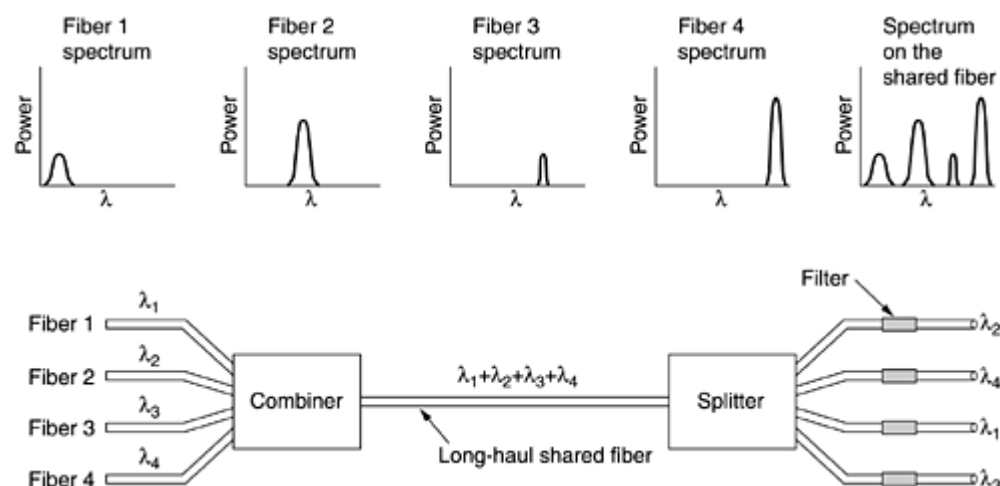 Fiber 1 spectrum
Fiber 2 spectrum
Fiber 3 spectrum
Fiber 4 spectrum
Spectrum on the shared fiber
Power
λ
Power
λ
Power
λ
Power
λ
Power
λ
Filter
Fiber 1
λ₁
λ₂
Fiber 2
λ₂
λ₄
Combiner
λ₁+λ₂+λ₃+λ₄
Splitter
Fiber 3
λ₃
λ₁
Long-haul shared fiber
Fiber 4
λ₄